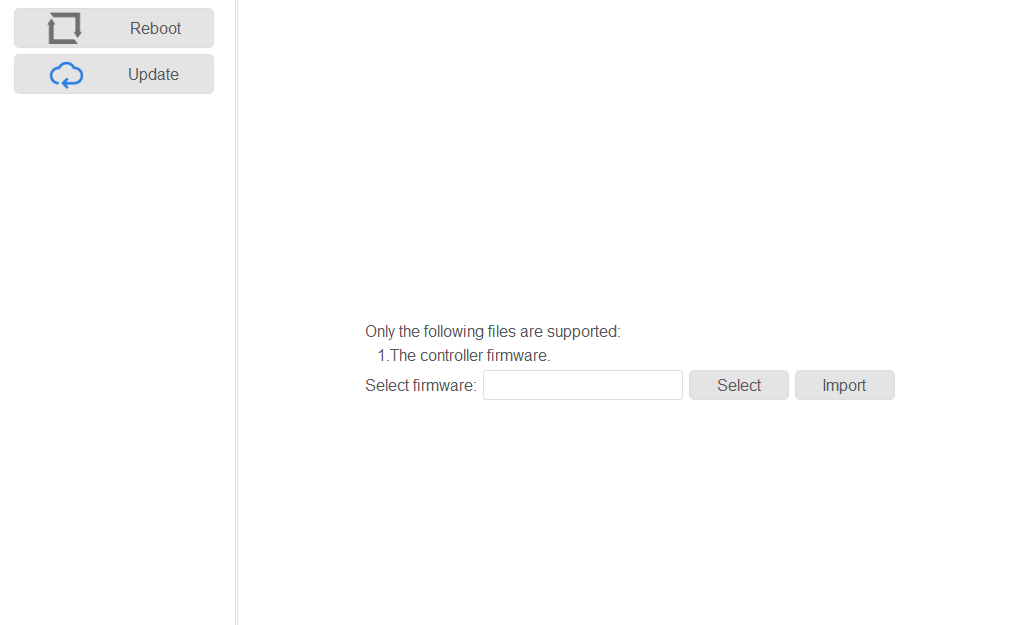 Reboot
Update
Only the following files are supported:
1.The controller firmware.
Select firmware: Select Import